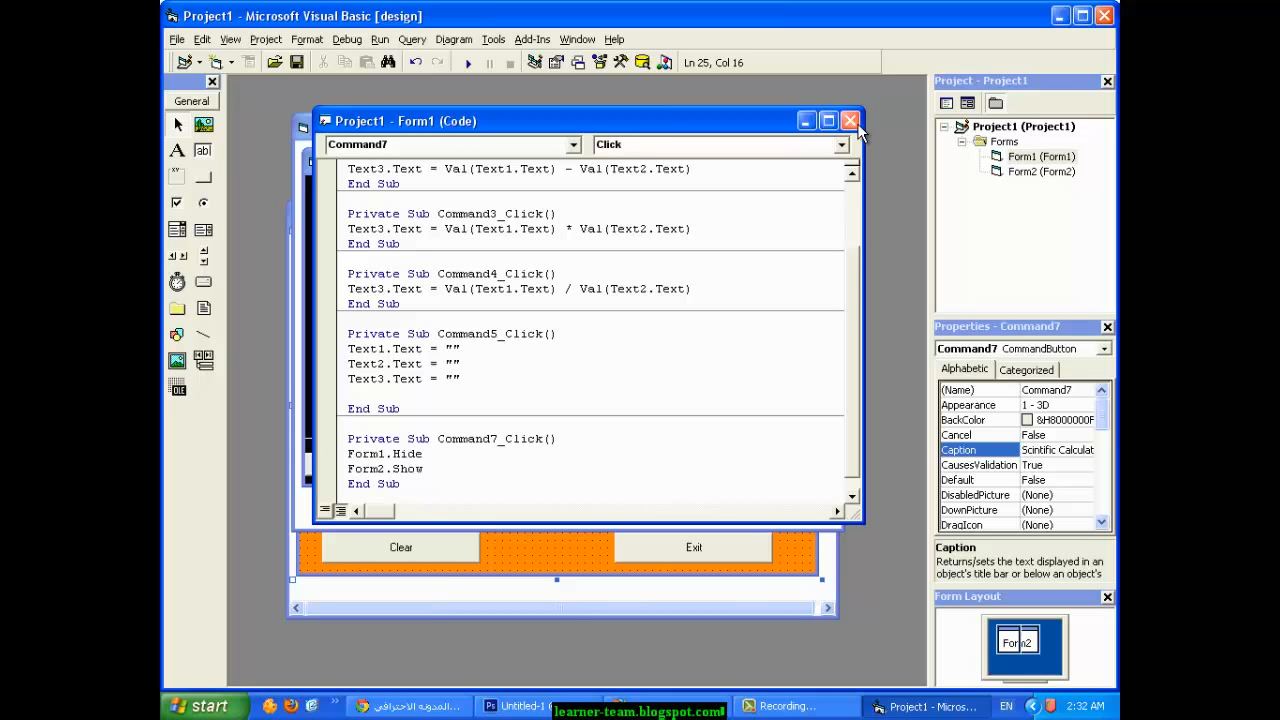 Project1 - Microsoft Visual Basic [design]
File Edit View Project Format Debug Run Query Diagram Tools Add-Ins Window Help
Ln 25, Col 16
General
Project1 - Form1 (Code)
Command7 Click
Text3.Text = Val(Text1.Text) - Val(Text2.Text)
End Sub
Private Sub Command3_Click()
Text3.Text = Val(Text1.Text) * Val(Text2.Text)
End Sub
Private Sub Command4_Click()
Text3.Text = Val(Text1.Text) / Val(Text2.Text)
End Sub
Private Sub Command5_Click()
Text1.Text = ""
Text2.Text = ""
Text3.Text = ""
End Sub
Private Sub Command7_Click()
Form1.Hide
Form2.Show
End Sub
Clear Exit
Project - Project1
Project1 (Project1)
Forms
Form1 (Form1)
Form2 (Form2)
Properties - Command7
Command7 CommandButton
Alphabetic Categorized
(Name) Command7
Appearance 1 - 3D
BackColor &H8000000F
Cancel False
Caption Scintific Calculat
CausesValidation True
Default False
DisabledPicture (None)
DownPicture (None)
DragIcon (None)
Caption
Returns/sets the text displayed in an
object's title bar or below an object's
Form Layout
Form2
start
المدونه الاحترافي...
Untitled-1
Recording...
Project1 - Micros...
EN
2:32 AM
learner-team.blogspot.com/